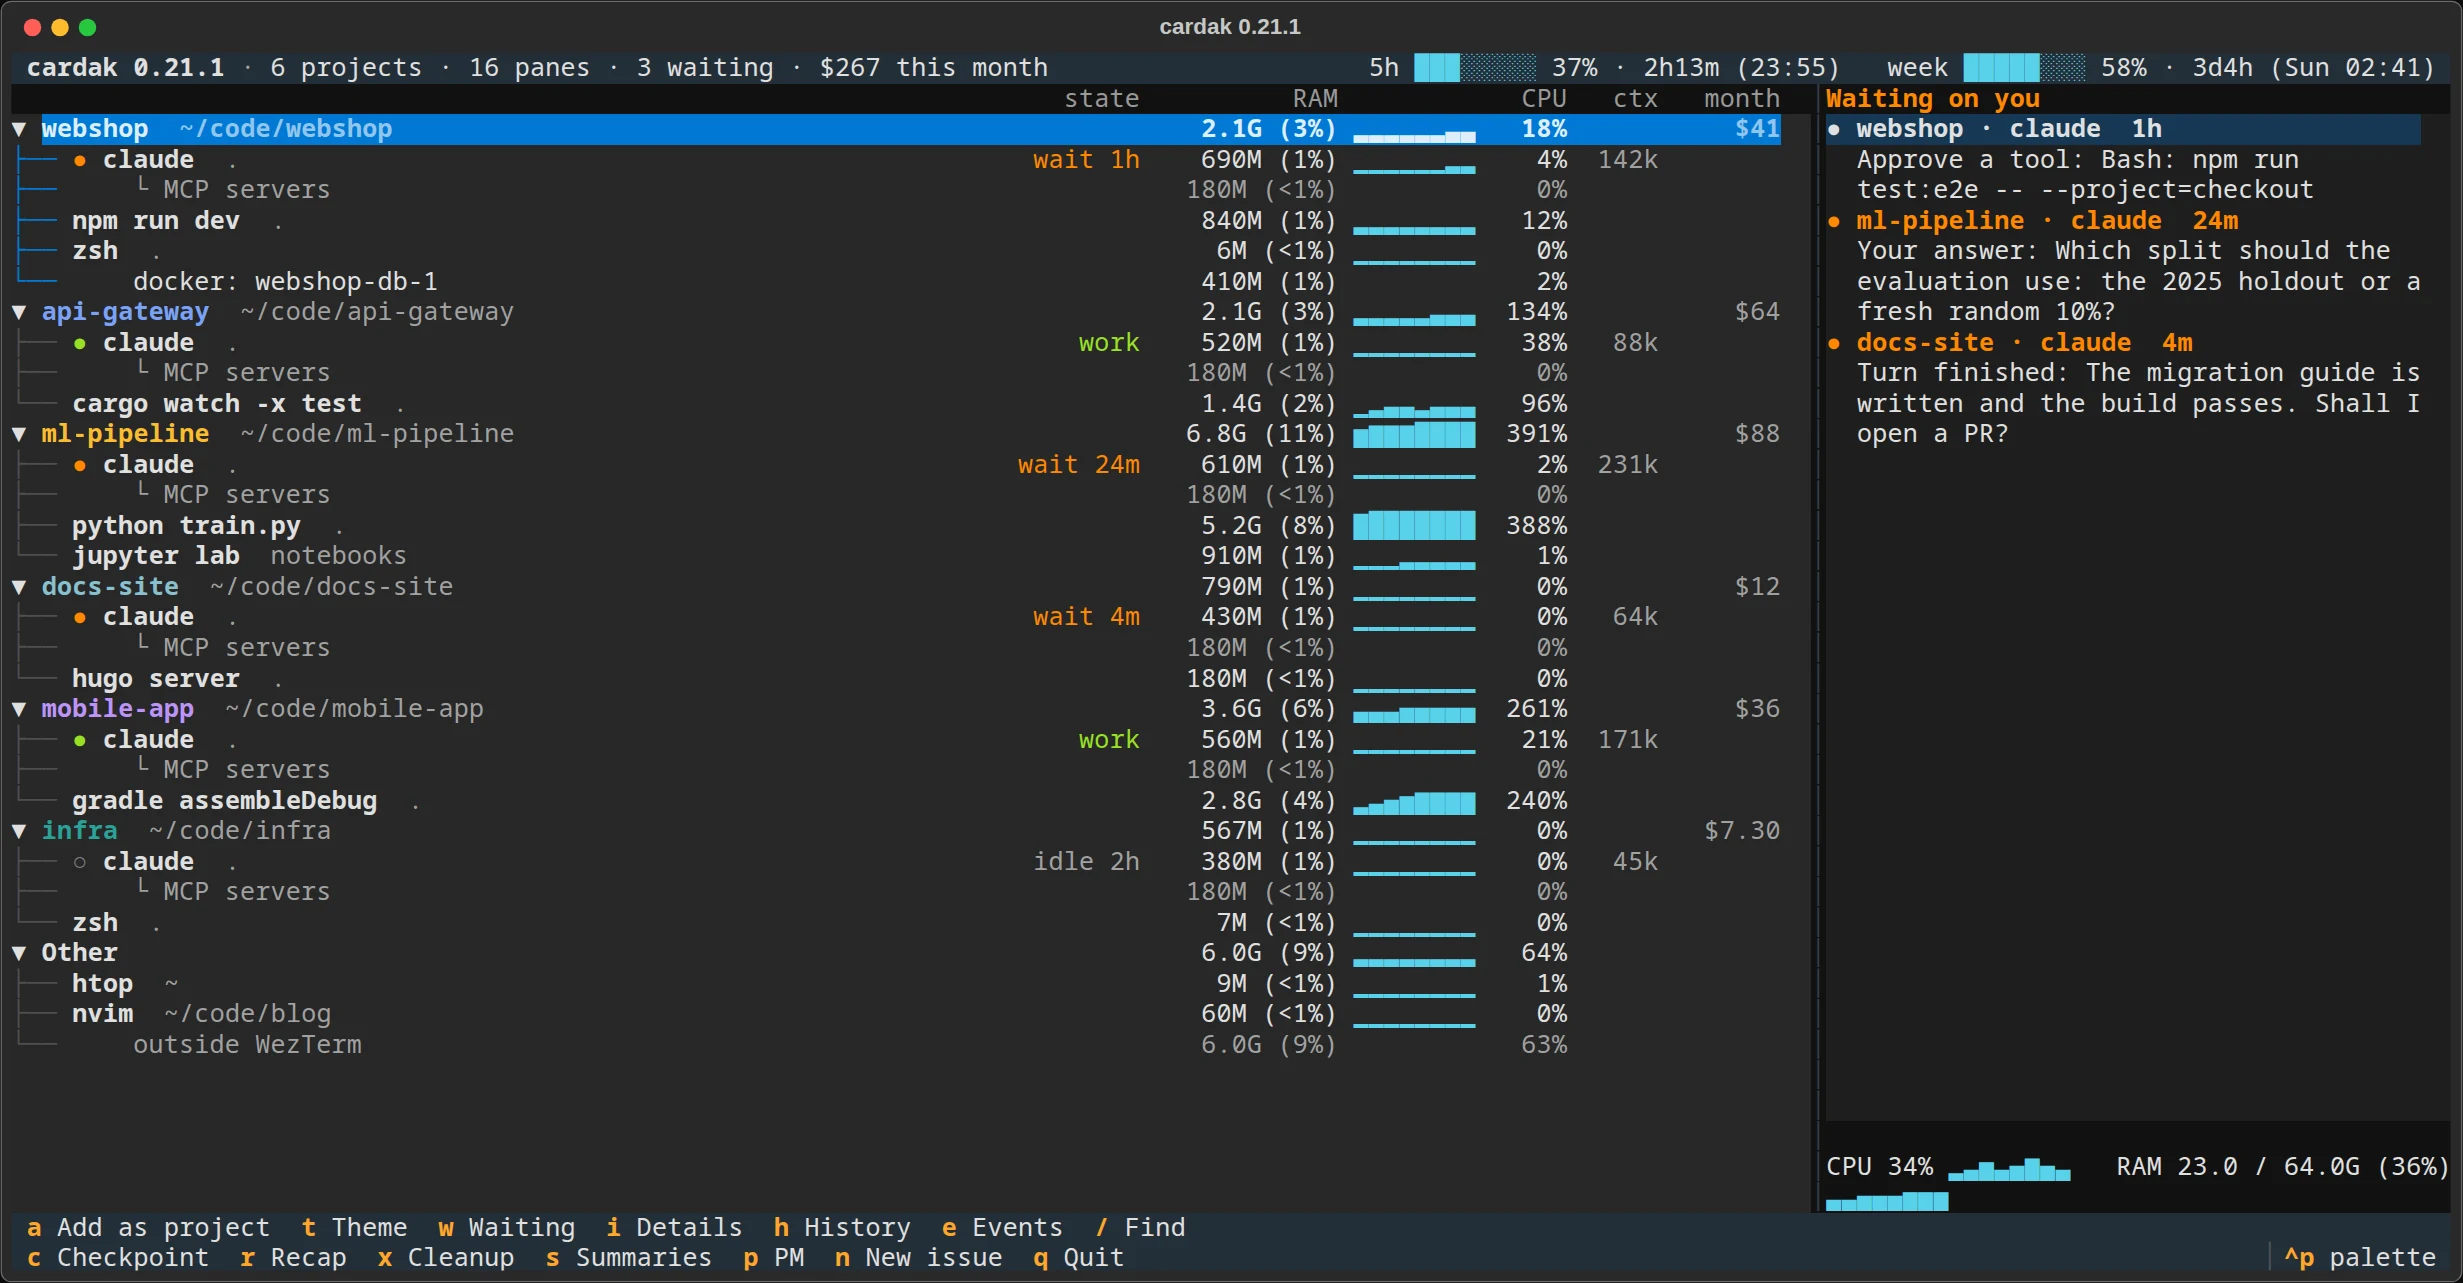 cardak 0.21.1
cardak 0.21.1 · 6 projects · 16 panes · 3 waiting · $267 this month 5h 37% · 2h13m (23:55) week 58% · 3d4h (Sun 02:41)
state RAM CPU ctx month
▼ webshop ~/code/webshop 2.1G (3%) 18% $41
● claude . wait 1h 690M (1%) 4% 142k
└ MCP servers 180M (<1%) 0%
npm run dev . 840M (1%) 12%
zsh . 6M (<1%) 0%
docker: webshop-db-1 410M (1%) 2%
▼ api-gateway ~/code/api-gateway 2.1G (3%) 134% $64
● claude . work 520M (1%) 38% 88k
└ MCP servers 180M (<1%) 0%
cargo watch -x test . 1.4G (2%) 96%
▼ ml-pipeline ~/code/ml-pipeline 6.8G (11%) 391% $88
● claude . wait 24m 610M (1%) 2% 231k
└ MCP servers 180M (<1%) 0%
python train.py . 5.2G (8%) 388%
jupyter lab notebooks 910M (1%) 1%
▼ docs-site ~/code/docs-site 790M (1%) 0% $12
● claude . wait 4m 430M (1%) 0% 64k
└ MCP servers 180M (<1%) 0%
hugo server . 180M (<1%) 0%
▼ mobile-app ~/code/mobile-app 3.6G (6%) 261% $36
● claude . work 560M (1%) 21% 171k
└ MCP servers 180M (<1%) 0%
gradle assembleDebug . 2.8G (4%) 240%
▼ infra ~/code/infra 567M (1%) 0% $7.30
○ claude . idle 2h 380M (1%) 0% 45k
└ MCP servers 180M (<1%) 0%
zsh . 7M (<1%) 0%
▼ Other 6.0G (9%) 64%
htop ~ 9M (<1%) 1%
nvim ~/code/blog 60M (<1%) 0%
outside WezTerm 6.0G (9%) 63%
Waiting on you
● webshop · claude 1h
Approve a tool: Bash: npm run
test:e2e -- --project=checkout
● ml-pipeline · claude 24m
Your answer: Which split should the
evaluation use: the 2025 holdout or a
fresh random 10%?
● docs-site · claude 4m
Turn finished: The migration guide is
written and the build passes. Shall I
open a PR?
CPU 34% RAM 23.0 / 64.0G (36%)
a Add as project t Theme w Waiting i Details h History e Events / Find
c Checkpoint r Recap x Cleanup s Summaries p PM n New issue q Quit ^p palette